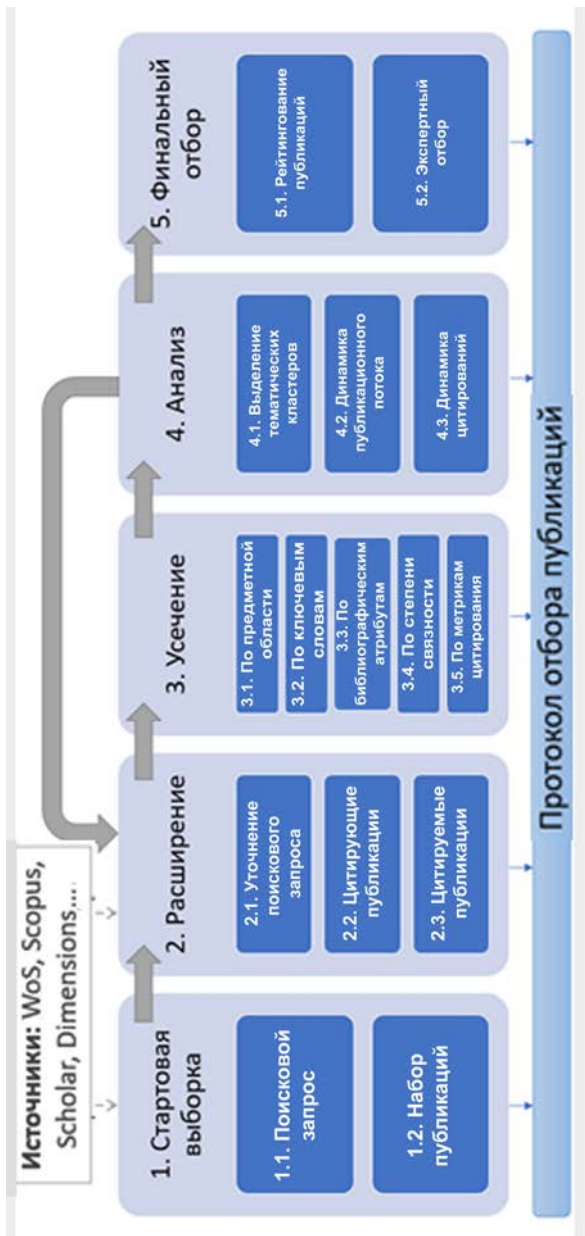 Источники: WoS, Scopus,
Scholar, Dimensions,...
1. Стартовая
выборка
1.1. Поисковой
запрос
1.2. Набор
публикаций
2. Расширение
2.1. Уточнение
поискового
запроса
2.2. Цитирующие
публикации
2.3. Цитируемые
публикации
3. Усечение
3.1. По предметной
области
3.2. По ключевым
словам
3.3. По
библиографическим
атрибутам
3.4. По степени
связности
3.5. По метрикам
цитирования
4. Анализ
4.1. Выделение
тематических
кластеров
4.2. Динамика
публикационного
потока
4.3. Динамика
цитирований
5. Финальный
отбор
5.1. Рейтингование
публикаций
5.2. Экспертный
отбор
Протокол отбора публикаций